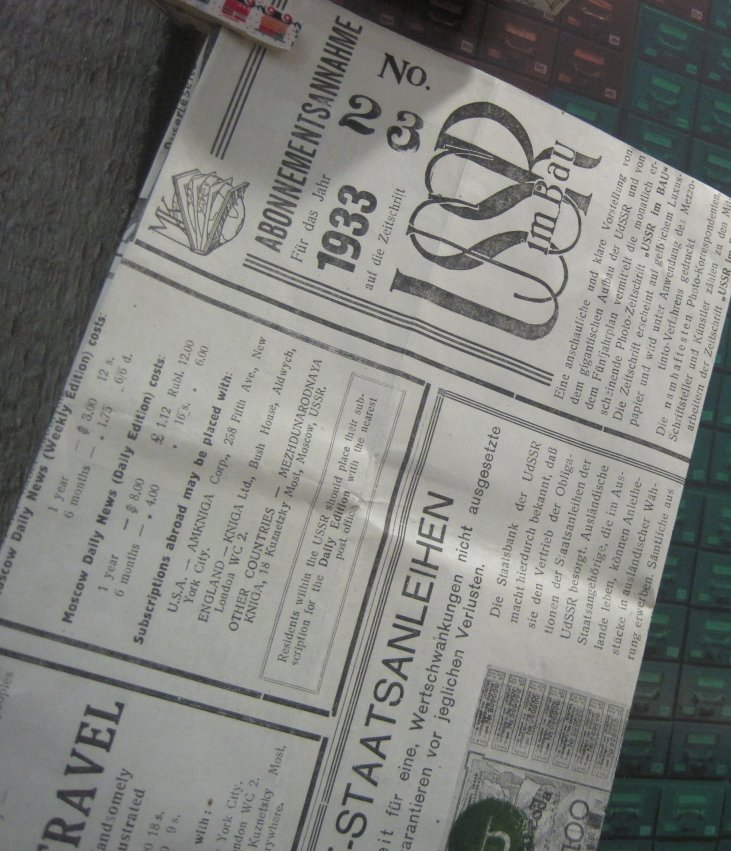 ABONNEMENTSANNAHME
Für das Jahr
1933
No.
2
3
auf die Zeitschrift
USSR
im BAU
Eine anschauliche und klare Vorstellung von
dem gigantischen Aufbau der UdSSR und von
dem Fünfjahrplan vermittelt die monatlich er-
scheinende Photo-Zeitschrift „USSR im BAU“
Die Zeitschrift erscheint auf gelblichem Luxus-
papier und wird unter Anwendung des Mezzo-
tinto-Verfahrens gedruckt
Die namhaftesten Photo-Korrespondenten,
Schriftsteller und Künstler zählen zu den
arbeitern der Zeitschrift „USSR im
Moscow Daily News (Weekly Edition) costs:
1 year — $ 3.00 12 s.
6 months — • 1.75 • 6/6 d.
Moscow Daily News (Daily Edition) costs:
1 year — $ 8.00 £ 1.12 Rubl. 12.00
6 months — • 4.00 • 16 s. • 6.00
Subscriptions abroad may be placed with:
U.S.A. — AMKNIGA Corp., 258 Fifth Ave., New
York City.
ENGLAND — KNIGA Ltd., Bush House, Aldwych,
London WC 2.
OTHER COUNTRIES — MEZHDUNARODNAYA
KNIGA, 18 Kuznetzky Most, Moscow, USSR.
Residents within the USSR should place their sub-
scription for the Daily Edition with the nearest
post office
-STAATSANLEIHEN
eit für eine, Wertschwankungen nicht ausgesetzte
arantieren vor jeglichen Verlusten.
Die Staatsbank der UdSSR
macht hierdurch bekannt, daß
sie den Vertrieb der Obliga-
tionen der Staatsanleihen der
UdSSR besorgt. Ausländische
Staatsangehörige, die im Aus-
lande leben, können Anleihe-
stücke in ausländischer Wäh-
rung erwerben. Sämtliche aus
100
TRAVEL
andsomely
ustrated
18 s.
9 s.
with:
York City.
ondon WC 2.
Kuznetsky Most,
erywhere.